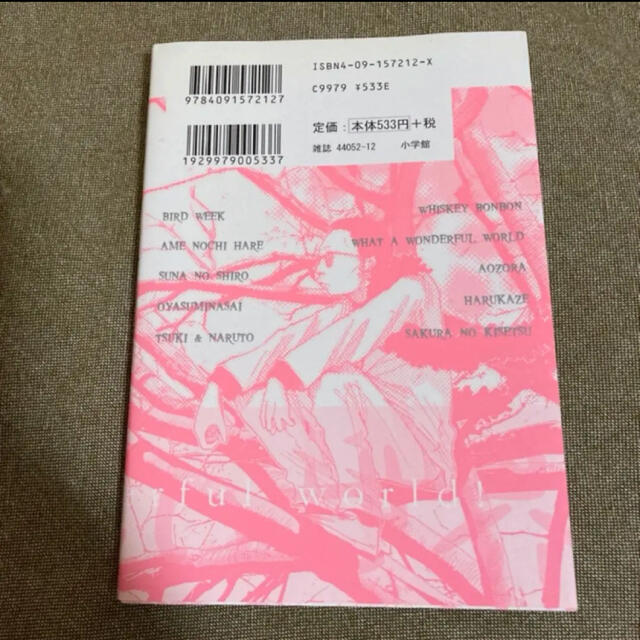 ISBN4-09-157212-X
C9979 ¥533E
9784091572127
定価：本体533円+税
雑誌 44052-12 小学館
1929979005337
BIRD WEEK
AME NOCHI HARE
SUNA NO SHIRO
OYASUMINASAI
TSUKI & NARUTO
WHISKEY BONBON
WHAT A WONDERFUL WORLD
AOZORA
HARUKAZE
SAKURA NO KISETSU
rful world!